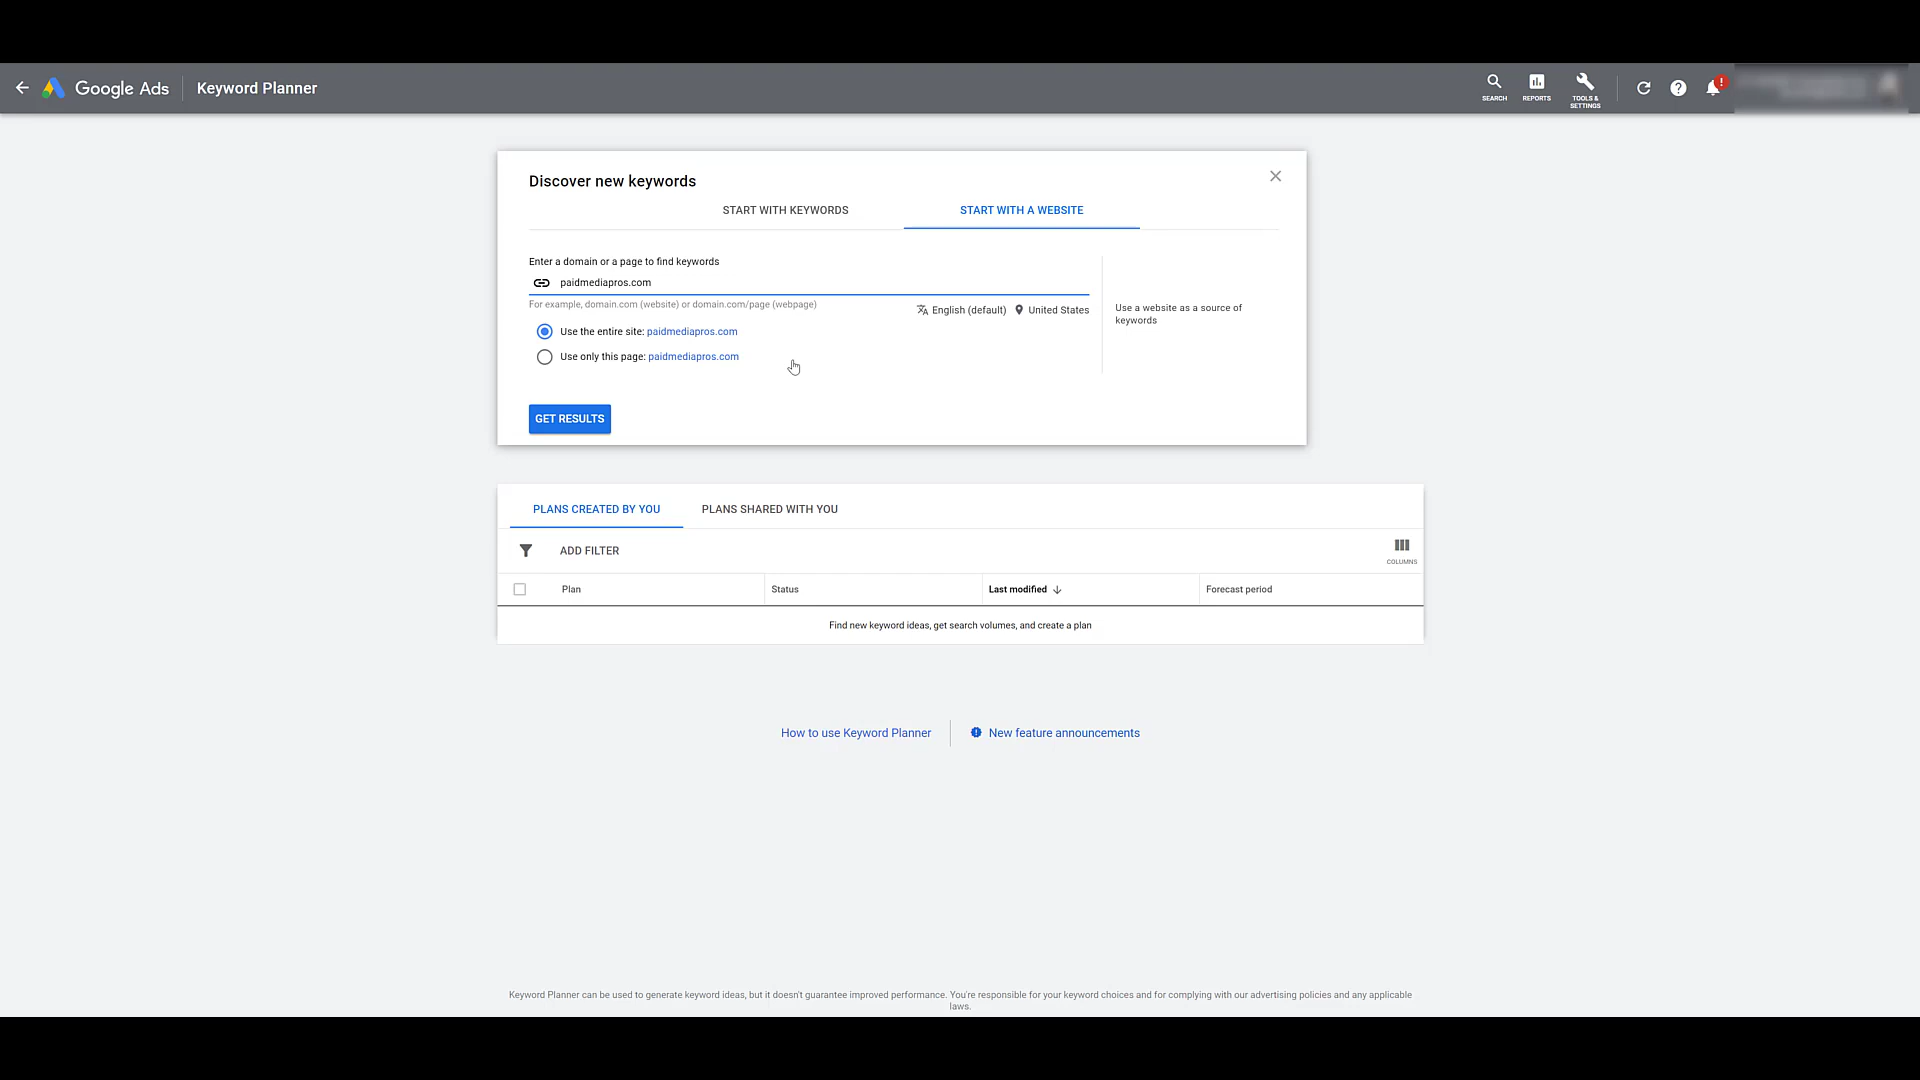 Google Ads
Keyword Planner
SEARCH
REPORTS
TOOLS &
SETTINGS
!
Discover new keywords
START WITH KEYWORDS
START WITH A WEBSITE
Enter a domain or a page to find keywords
paidmediapros.com
For example, domain.com (website) or domain.com/page (webpage)
English (default)
United States
Use a website as a source of
keywords
Use the entire site: paidmediapros.com
Use only this page: paidmediapros.com
GET RESULTS
PLANS CREATED BY YOU
PLANS SHARED WITH YOU
ADD FILTER
COLUMNS
Plan
Status
Last modified
Forecast period
Find new keyword ideas, get search volumes, and create a plan
How to use Keyword Planner
New feature announcements
Keyword Planner can be used to generate keyword ideas, but it doesn't guarantee improved performance. You're responsible for your keyword choices and for complying with our advertising policies and any applicable
laws.